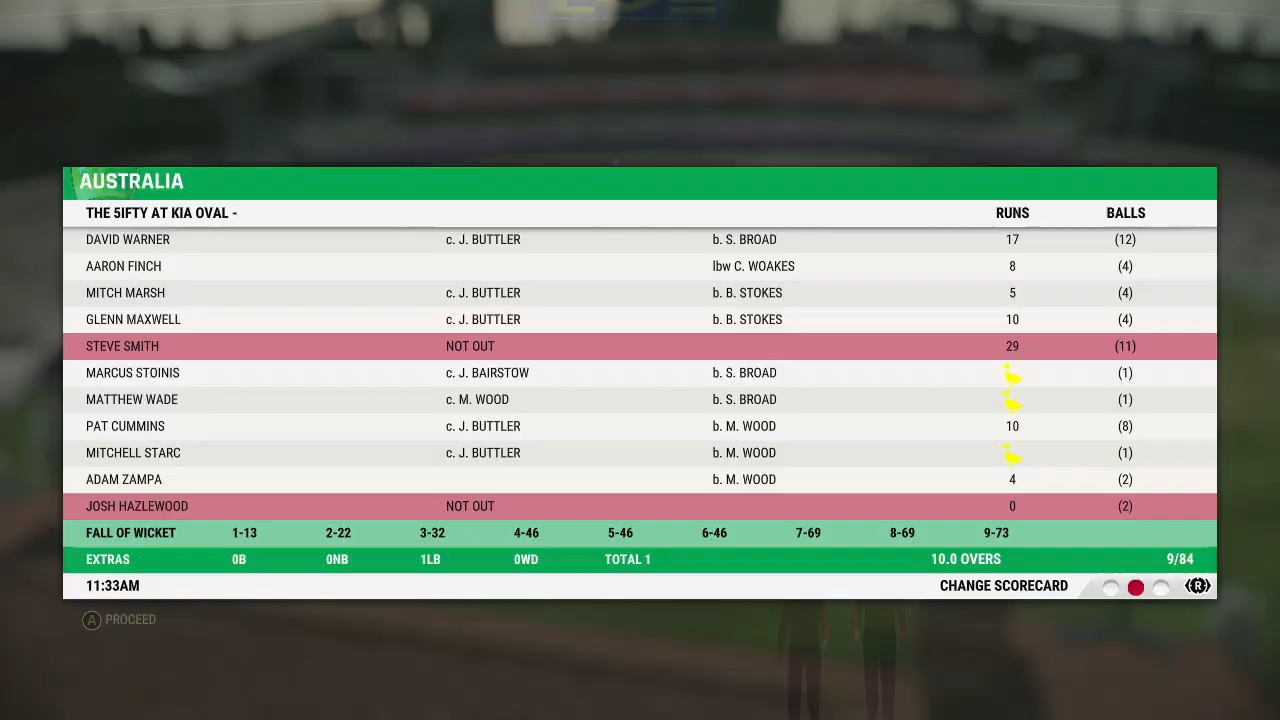 AUSTRALIA
THE 5IFTY AT KIA OVAL - RUNS BALLS
DAVID WARNER c. J. BUTTLER b. S. BROAD 17 (12)
AARON FINCH lbw C. WOAKES 8 (4)
MITCH MARSH c. J. BUTTLER b. B. STOKES 5 (4)
GLENN MAXWELL c. J. BUTTLER b. B. STOKES 10 (4)
STEVE SMITH NOT OUT 29 (11)
MARCUS STOINIS c. J. BAIRSTOW b. S. BROAD (1)
MATTHEW WADE c. M. WOOD b. S. BROAD (1)
PAT CUMMINS c. J. BUTTLER b. M. WOOD 10 (8)
MITCHELL STARC c. J. BUTTLER b. M. WOOD (1)
ADAM ZAMPA b. M. WOOD 4 (2)
JOSH HAZLEWOOD NOT OUT 0 (2)
FALL OF WICKET 1-13 2-22 3-32 4-46 5-46 6-46 7-69 8-69 9-73
EXTRAS 0B 0NB 1LB 0WD TOTAL 1 10.0 OVERS 9/84
11:33AM CHANGE SCORECARD R
A PROCEED